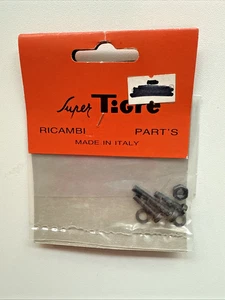 Super Tigre
RICAMBI PART'S
MADE IN ITALY